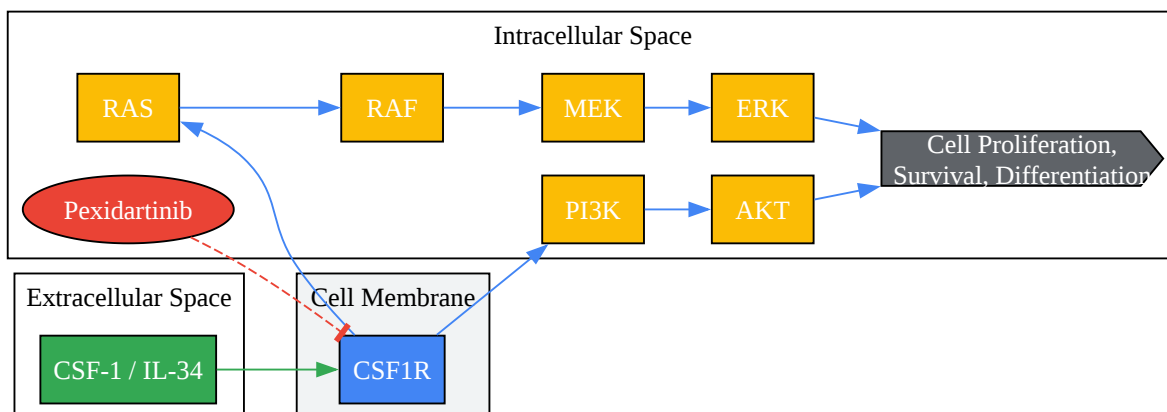 Intracellular Space
RAS
RAF
MEK
ERK
Cell Proliferation,
Survival, Differentiation
Pexidartinib
PI3K
AKT
Extracellular Space
Cell Membrane
CSF-1 / IL-34
CSF1R